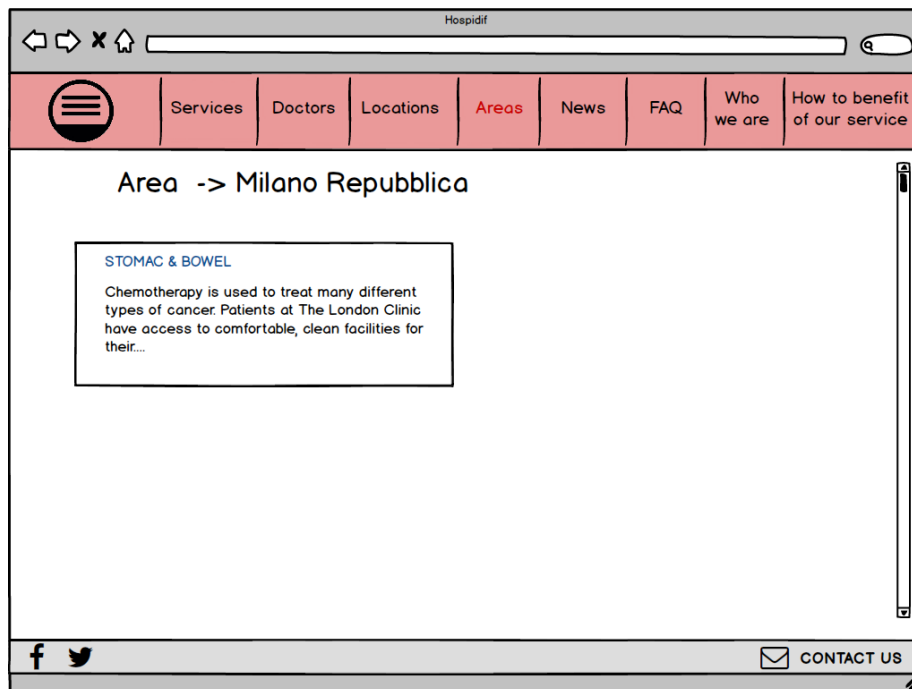 Hospidif
Services
Doctors
Locations
Areas
News
FAQ
Who
we are
How to benefit
of our service
Area -> Milano Repubblica
STOMAC & BOWEL
Chemotherapy is used to treat many different
types of cancer. Patients at The London Clinic
have access to comfortable, clean facilities for
their....
CONTACT US